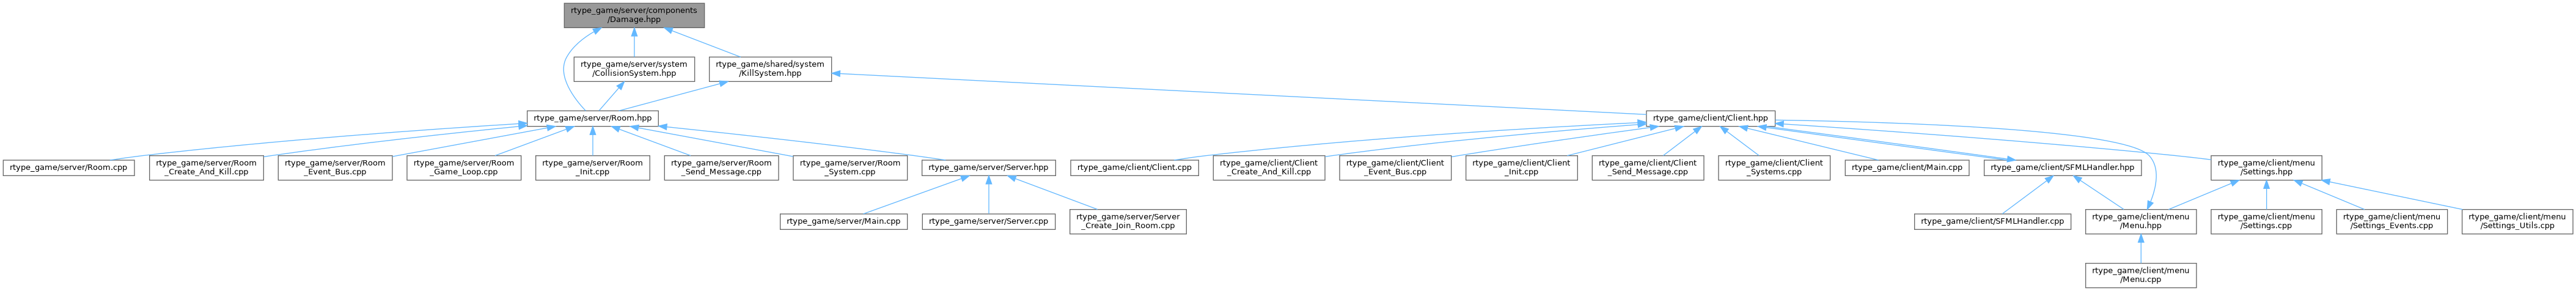 rtype_game/server/components
/Damage.hpp
rtype_game/server/system
/CollisionSystem.hpp
rtype_game/shared/system
/KillSystem.hpp
rtype_game/server/Room.hpp
rtype_game/client/Client.hpp
rtype_game/server/Room.cpp
rtype_game/server/Room
_Create_And_Kill.cpp
rtype_game/server/Room
_Event_Bus.cpp
rtype_game/server/Room
_Game_Loop.cpp
rtype_game/server/Room
_Init.cpp
rtype_game/server/Room
_Send_Message.cpp
rtype_game/server/Room
_System.cpp
rtype_game/server/Server.hpp
rtype_game/client/Client.cpp
rtype_game/client/Client
_Create_And_Kill.cpp
rtype_game/client/Client
_Event_Bus.cpp
rtype_game/client/Client
_Init.cpp
rtype_game/client/Client
_Send_Message.cpp
rtype_game/client/Client
_Systems.cpp
rtype_game/client/Main.cpp
rtype_game/client/SFMLHandler.hpp
rtype_game/client/menu
/Settings.hpp
rtype_game/server/Main.cpp
rtype_game/server/Server.cpp
rtype_game/server/Server
_Create_Join_Room.cpp
rtype_game/client/SFMLHandler.cpp
rtype_game/client/menu
/Menu.hpp
rtype_game/client/menu
/Settings.cpp
rtype_game/client/menu
/Settings_Events.cpp
rtype_game/client/menu
/Settings_Utils.cpp
rtype_game/client/menu
/Menu.cpp